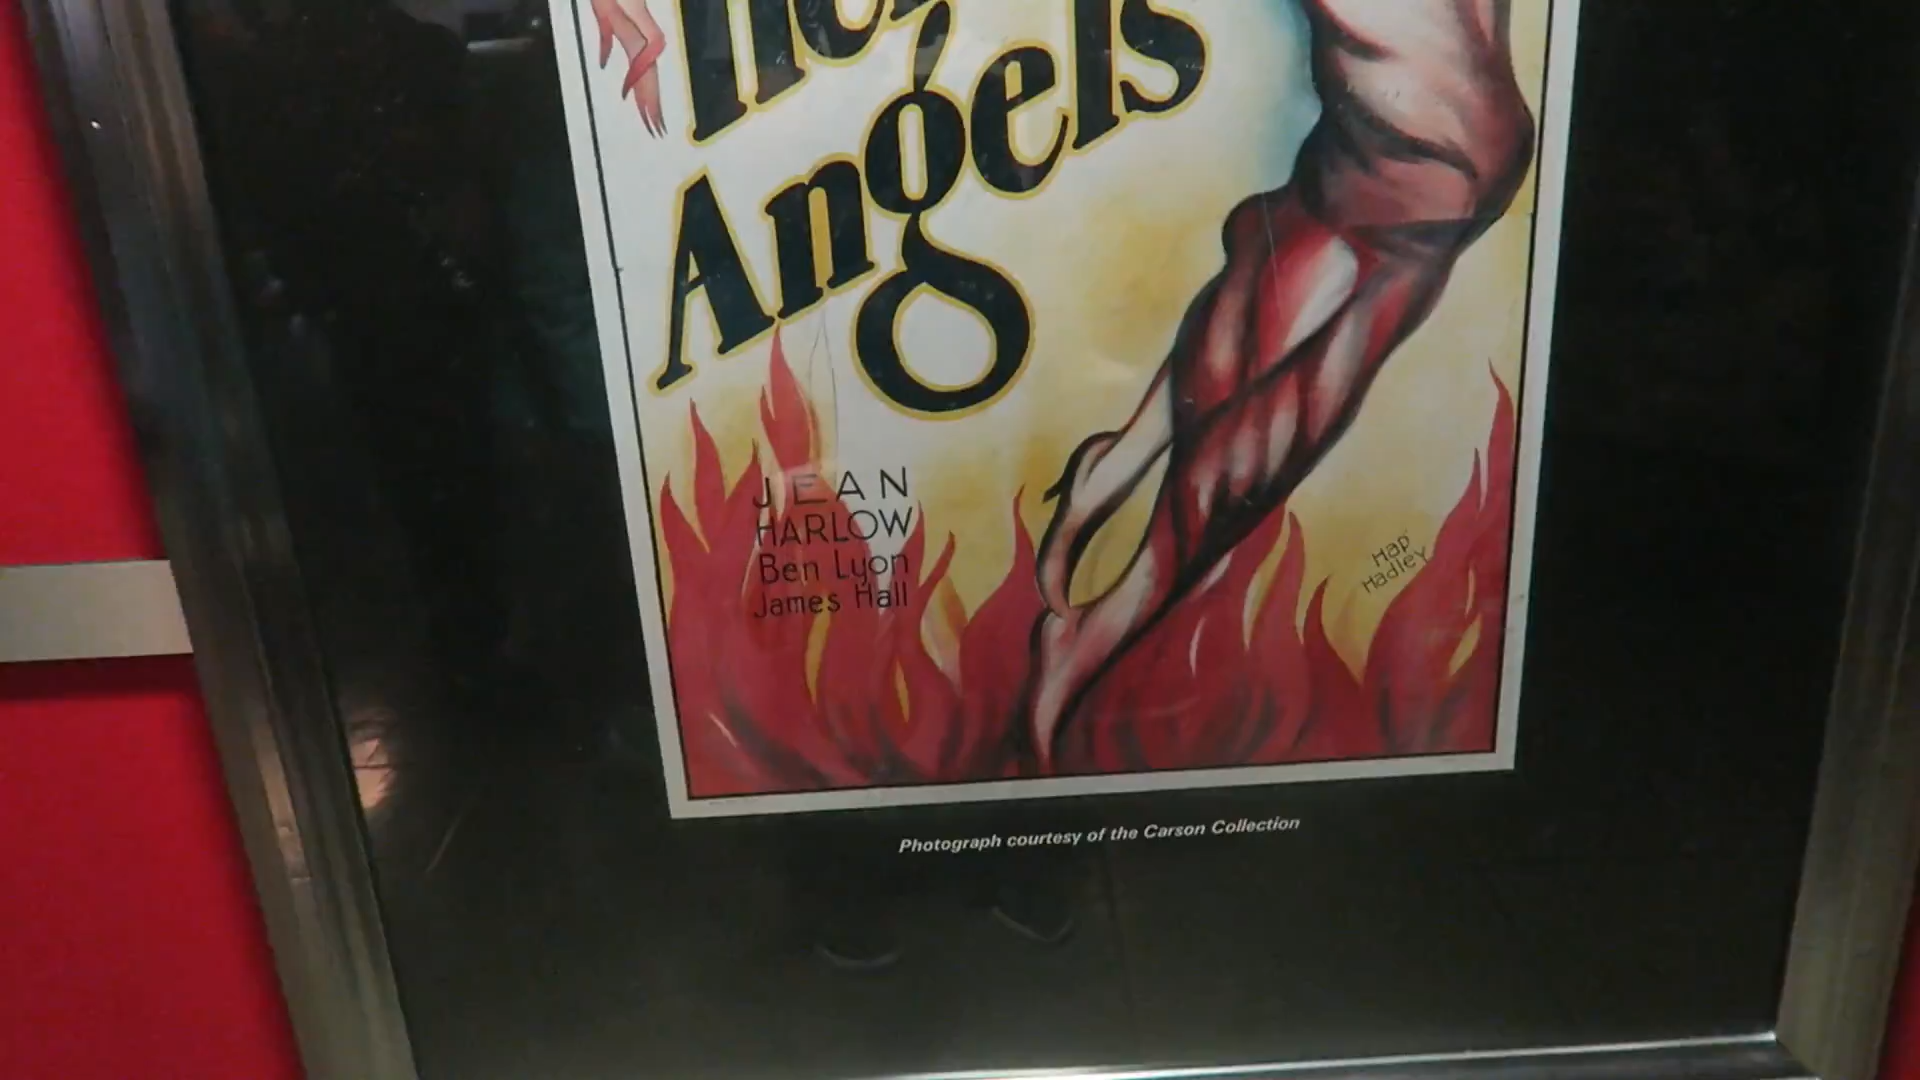 Angels
JEAN
HARLOW
Ben Lyon
James Hall
Hap
Hadley
Photograph courtesy of the Carson Collection